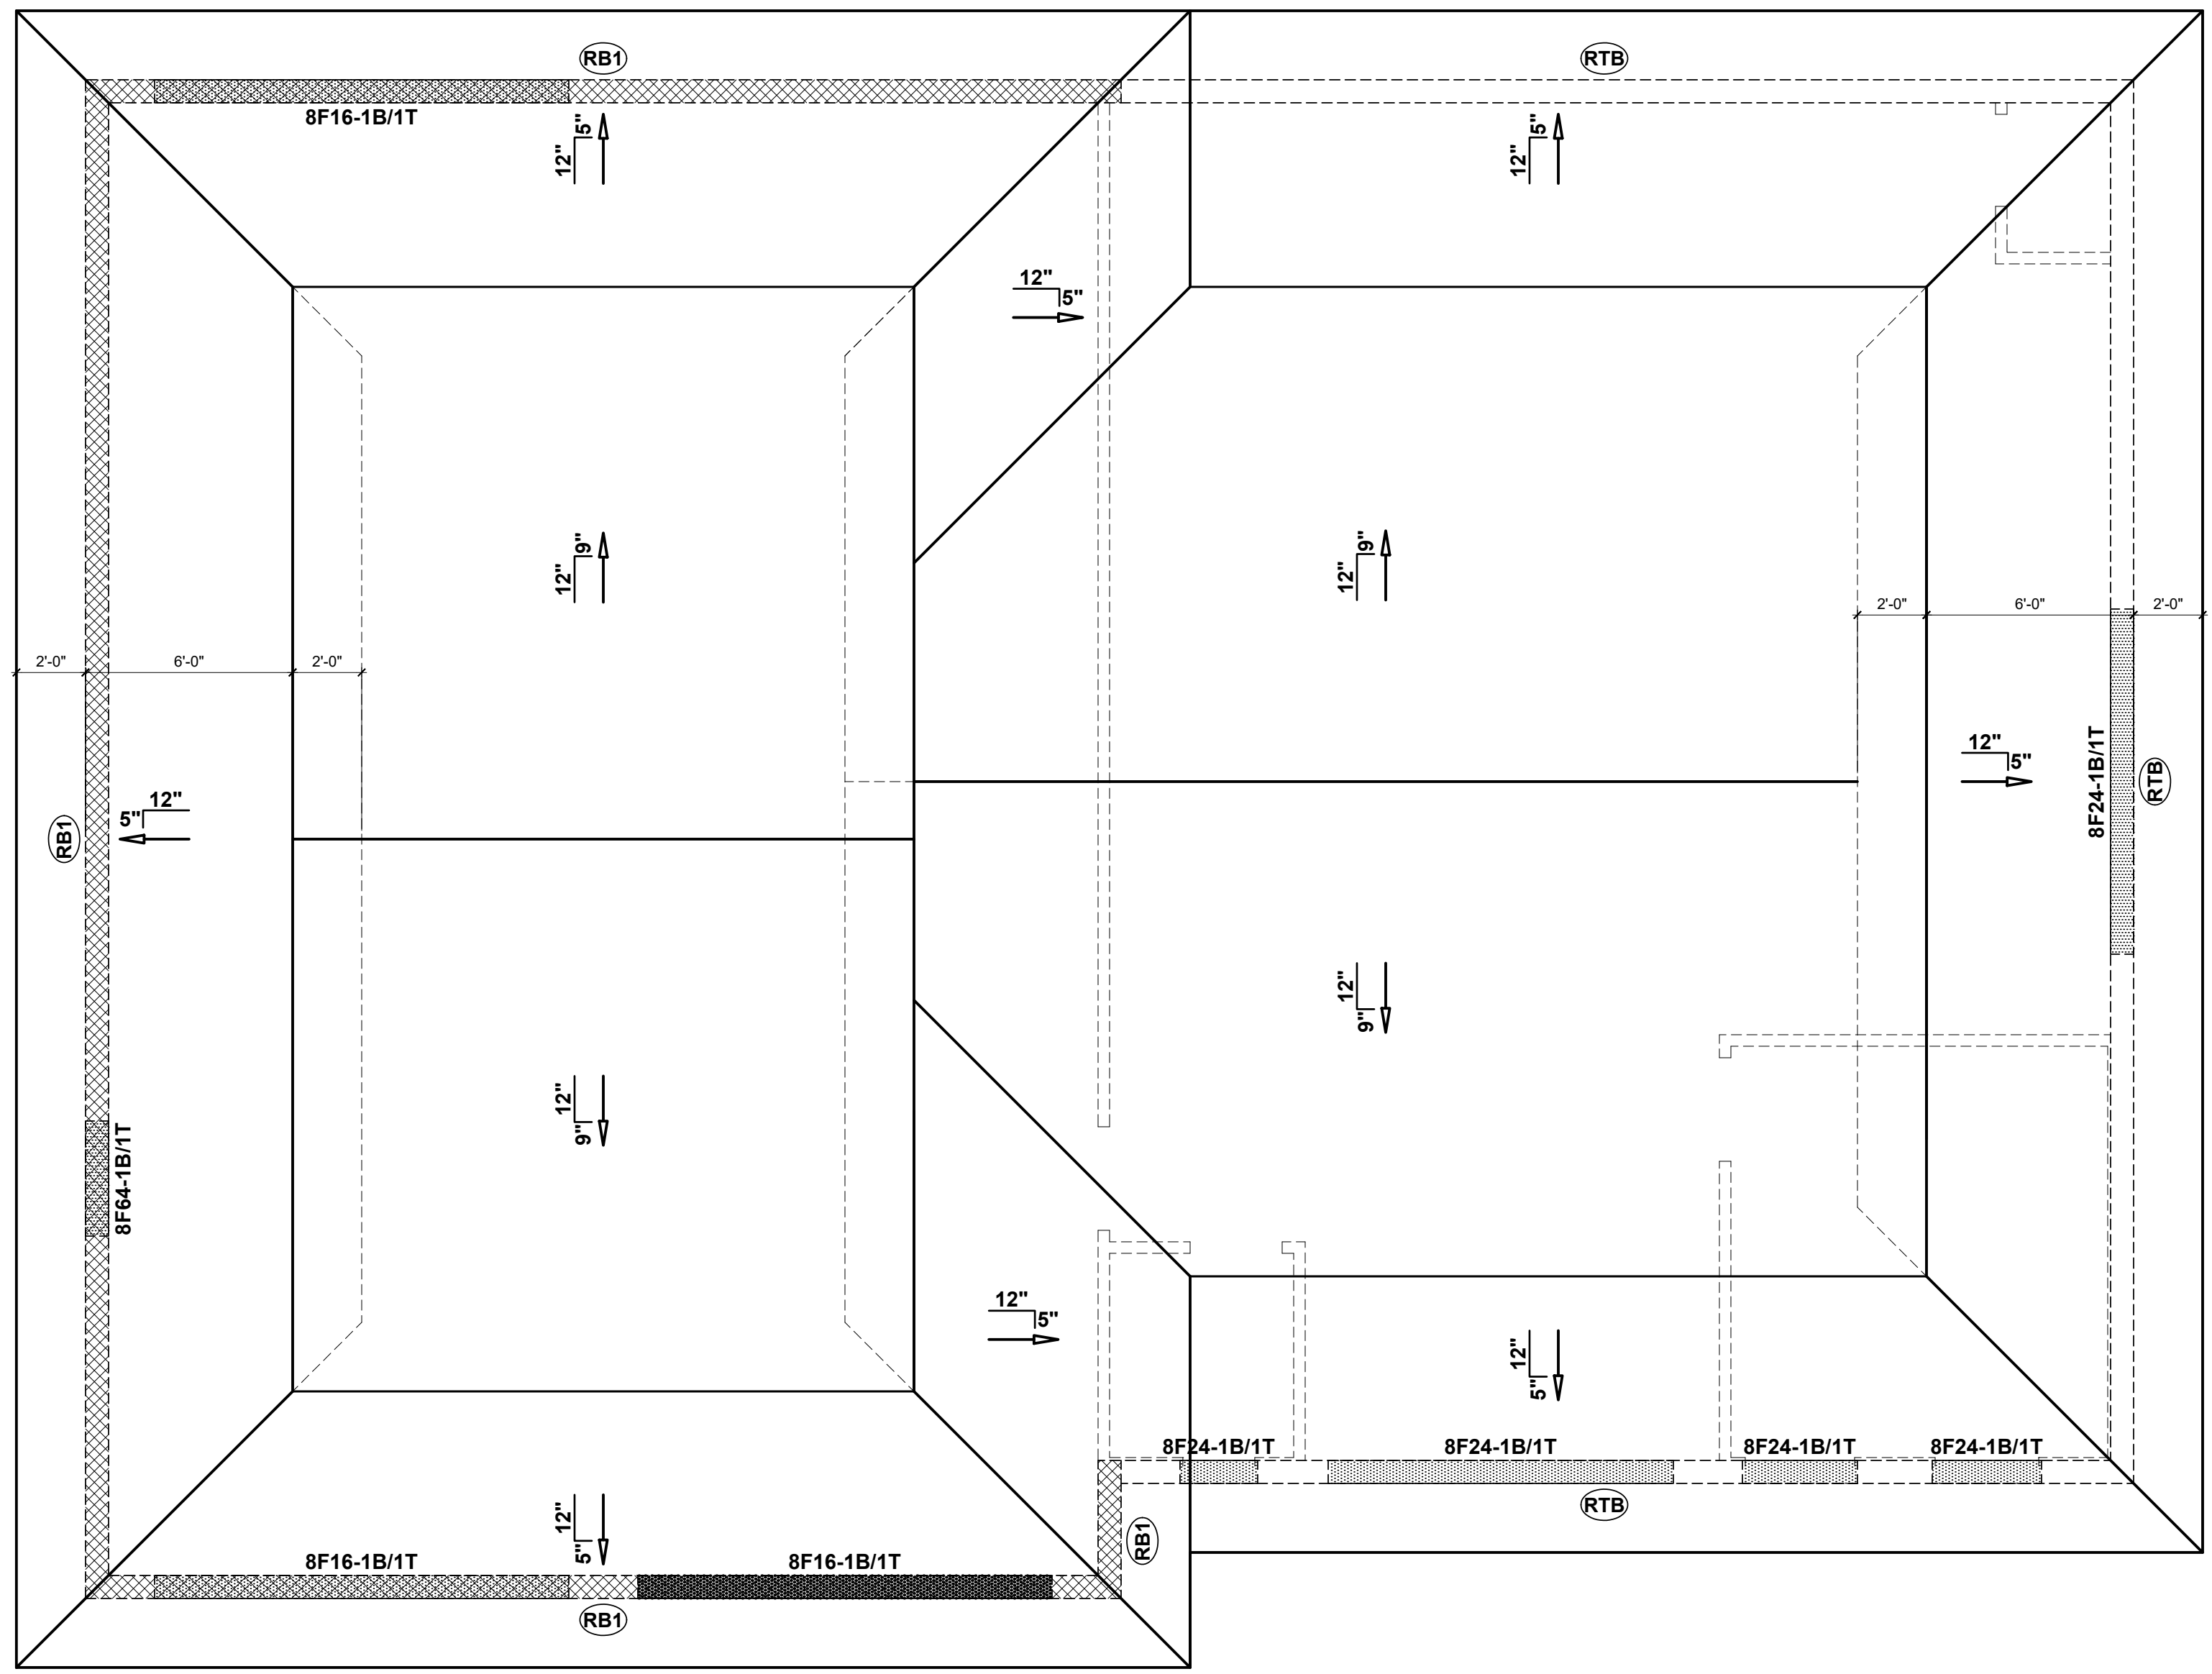 RB1
RTB
8F16-1B/1T
12" 5"
12" 5"
12"
5"
12" 9"
12" 9"
2'-0" 6'-0" 2'-0"
2'-0" 6'-0" 2'-0"
12"
5"
8F24-1B/1T
RTB
12"
5"
RB1
12" 9"
12" 9"
8F64-1B/1T
12"
5"
12" 5"
8F24-1B/1T 8F24-1B/1T 8F24-1B/1T 8F24-1B/1T
RTB
12" 5"
RB1
8F16-1B/1T 8F16-1B/1T
RB1